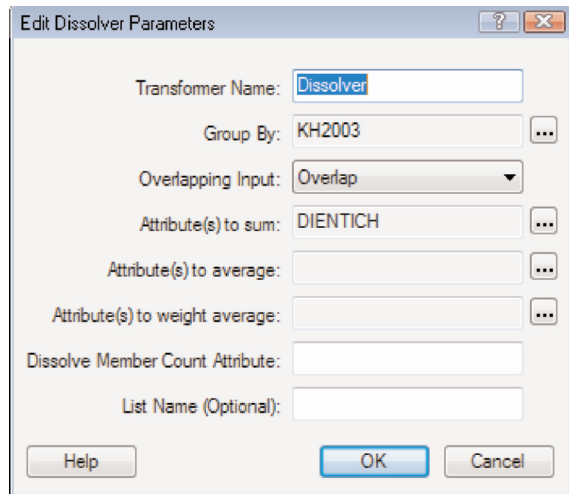 Edit Dissolver Parameters
Transformer Name: Dissolver
Group By: KH2003 ...
Overlapping Input: Overlap
Attribute(s) to sum: DIENTICH ...
Attribute(s) to average: ...
Attribute(s) to weight average: ...
Dissolve Member Count Attribute:
List Name (Optional):
Help OK Cancel